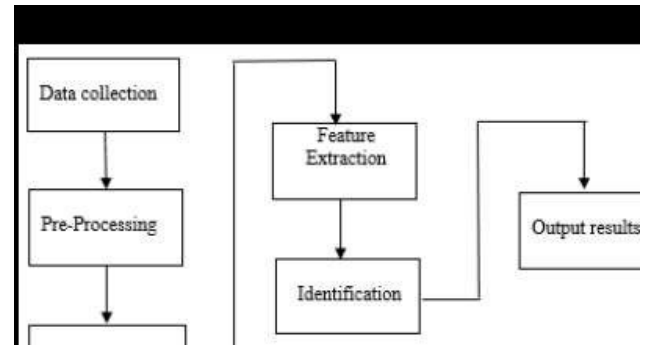 Data collection
Pre-Processing
Feature
Extraction
Identification
Output results